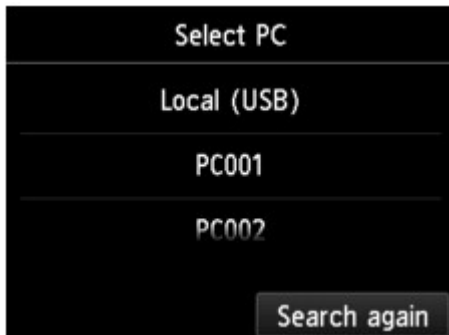 Select PC
Local (USB)
PC001
PC002
Search again